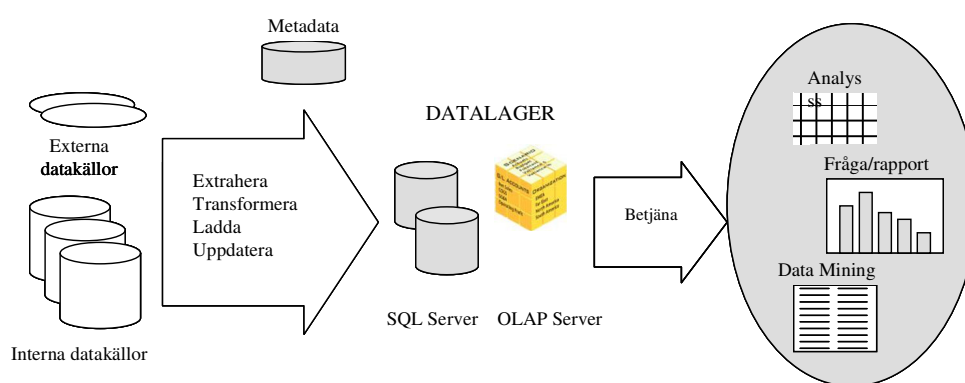 Metadata
DATALAGER
Externa
datakällor
Extrahera
Transformera
Ladda
Uppdatera
Interna datakällor
SQL Server
OLAP Server
Betjäna
Analys
ss
Fråga/rapport
Data Mining